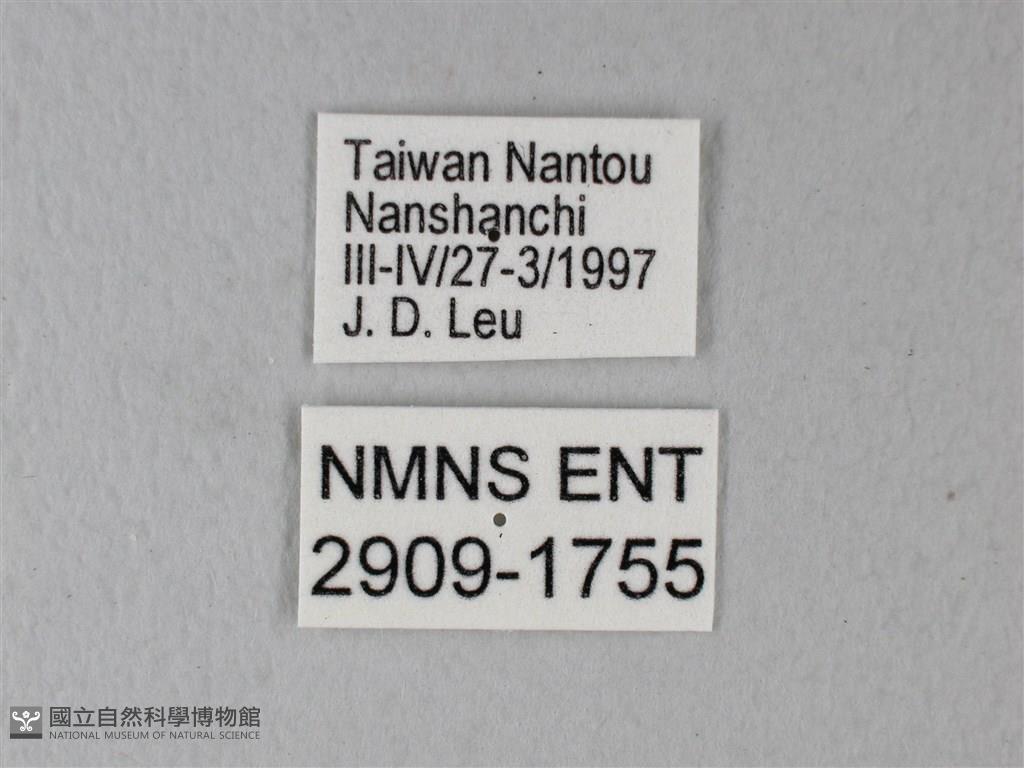 Taiwan Nantou
Nanshanchi
III-IV/27-3/1997
J. D. Leu
NMNS ENT
2909-1755
國立自然科學博物館
NATIONAL MUSEUM OF NATURAL SCIENCE